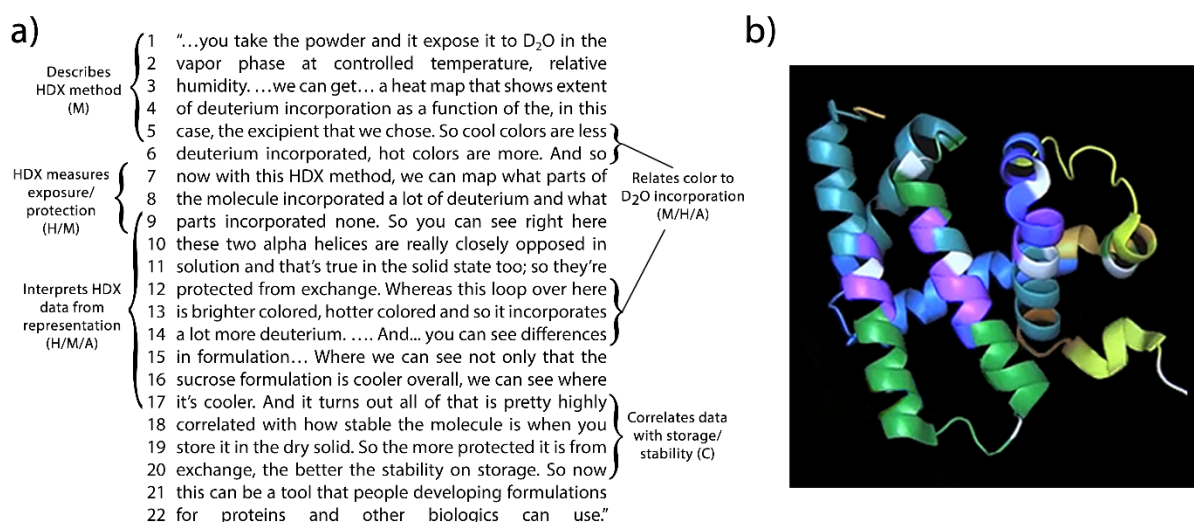 a)
b)
Describes
HDX method
(M)
HDX measures
exposure/
protection
(H/M)
Interprets HDX
data from
representation
(H/M/A)
1 “…you take the powder and it expose it to D₂O in the
2 vapor phase at controlled temperature, relative
3 humidity. …we can get… a heat map that shows extent
4 of deuterium incorporation as a function of the, in this
5 case, the excipient that we chose. So cool colors are less
6 deuterium incorporated, hot colors are more. And so
7 now with this HDX method, we can map what parts of
8 the molecule incorporated a lot of deuterium and what
9 parts incorporated none. So you can see right here
10 these two alpha helices are really closely opposed in
11 solution and that’s true in the solid state too; so they’re
12 protected from exchange. Whereas this loop over here
13 is brighter colored, hotter colored and so it incorporates
14 a lot more deuterium. …. And... you can see differences
15 in formulation… Where we can see not only that the
16 sucrose formulation is cooler overall, we can see where
17 it’s cooler. And it turns out all of that is pretty highly
18 correlated with how stable the molecule is when you
19 store it in the dry solid. So the more protected it is from
20 exchange, the better the stability on storage. So now
21 this can be a tool that people developing formulations
22 for proteins and other biologics can use.”
Relates color to
D₂O incorporation
(M/H/A)
Correlates data
with storage/
stability (C)